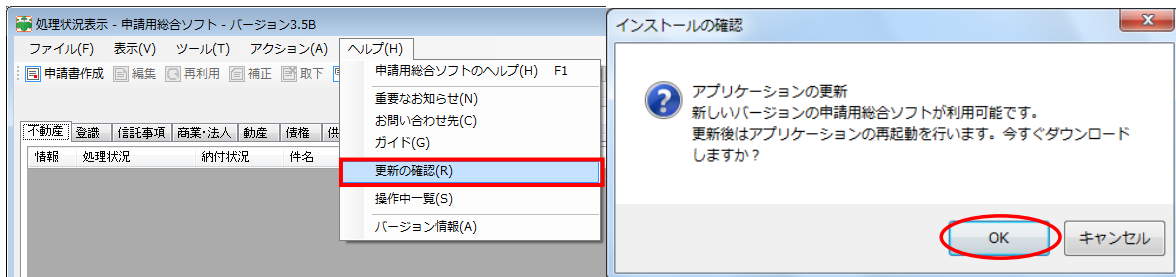 処理状況表示 - 申請用総合ソフト - バージョン3.5B
ファイル(F) 表示(V) ツール(T) アクション(A) ヘルプ(H)
申請書作成 編集 再利用 補正 取下
申請用総合ソフトのヘルプ(H) F1
重要なお知らせ(N)
お問い合わせ先(C)
ガイド(G)
更新の確認(R)
操作中一覧(S)
バージョン情報(A)
不動産 登識 信託事項 商業・法人 動産 債権 供
情報 処理状況 納付状況 件名
インストールの確認
アプリケーションの更新
新しいバージョンの申請用総合ソフトが利用可能です。
更新後はアプリケーションの再起動を行います。今すぐダウンロード
しますか？
OK キャンセル